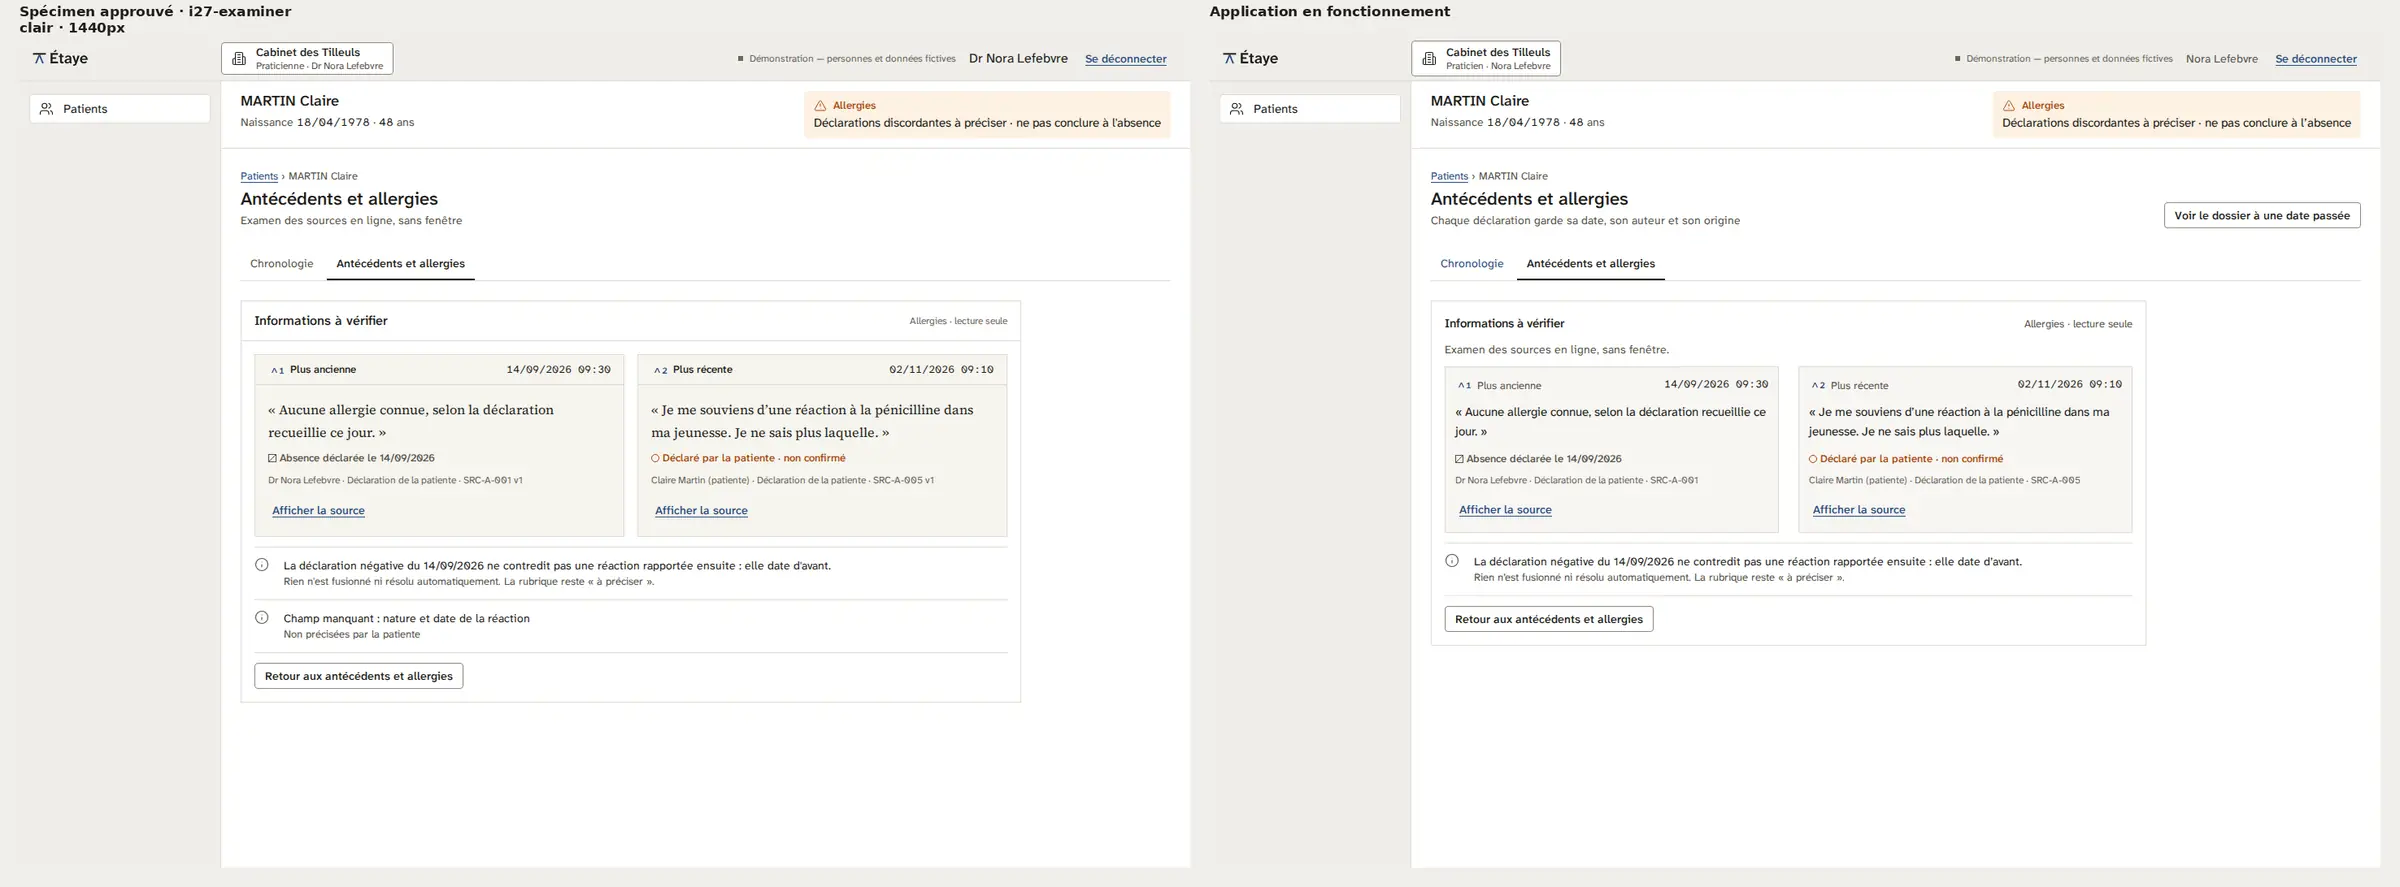 Spécimen approuvé · i27-examiner
clair · 1440px
Étaye
Cabinet des Tilleuls
Praticienne · Dr Nora Lefebvre
Démonstration — personnes et données fictives
Dr Nora Lefebvre
Se déconnecter
Patients
MARTIN Claire
Naissance 18/04/1978 · 48 ans
Allergies
Déclarations discordantes à préciser · ne pas conclure à l'absence
Patients › MARTIN Claire
Antécédents et allergies
Examen des sources en ligne, sans fenêtre
Chronologie
Antécédents et allergies
Informations à vérifier
Allergies · lecture seule
1 Plus ancienne
14/09/2026 09:30
« Aucune allergie connue, selon la déclaration
recueillie ce jour. »
Absence déclarée le 14/09/2026
Dr Nora Lefebvre · Déclaration de la patiente · SRC-A-001 v1
Afficher la source
2 Plus récente
02/11/2026 09:10
« Je me souviens d’une réaction à la pénicilline dans
ma jeunesse. Je ne sais plus laquelle. »
Déclaré par la patiente · non confirmé
Claire Martin (patiente) · Déclaration de la patiente · SRC-A-005 v1
Afficher la source
La déclaration négative du 14/09/2026 ne contredit pas une réaction rapportée ensuite : elle date d'avant.
Rien n'est fusionné ni résolu automatiquement. La rubrique reste « à préciser ».
Champ manquant : nature et date de la réaction
Non précisées par la patiente
Retour aux antécédents et allergies
Application en fonctionnement
Étaye
Cabinet des Tilleuls
Praticien · Nora Lefebvre
Démonstration — personnes et données fictives
Nora Lefebvre
Se déconnecter
Patients
MARTIN Claire
Naissance 18/04/1978 · 48 ans
Allergies
Déclarations discordantes à préciser · ne pas conclure à l’absence
Patients › MARTIN Claire
Antécédents et allergies
Chaque déclaration garde sa date, son auteur et son origine
Voir le dossier à une date passée
Chronologie
Antécédents et allergies
Informations à vérifier
Allergies · lecture seule
Examen des sources en ligne, sans fenêtre.
1 Plus ancienne
14/09/2026 09:30
« Aucune allergie connue, selon la déclaration recueillie ce
jour. »
Absence déclarée le 14/09/2026
Dr Nora Lefebvre · Déclaration de la patiente · SRC-A-001
Afficher la source
2 Plus récente
02/11/2026 09:10
« Je me souviens d’une réaction à la pénicilline dans ma
jeunesse. Je ne sais plus laquelle. »
Déclaré par la patiente · non confirmé
Claire Martin (patiente) · Déclaration de la patiente · SRC-A-005
Afficher la source
La déclaration négative du 14/09/2026 ne contredit pas une réaction rapportée ensuite : elle date d’avant.
Rien n’est fusionné ni résolu automatiquement. La rubrique reste « à préciser ».
Retour aux antécédents et allergies